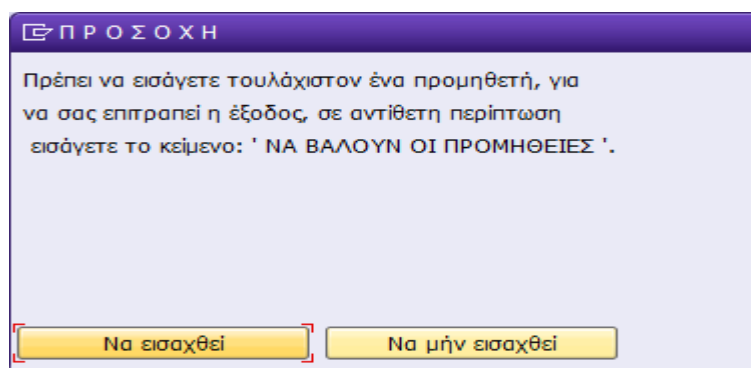 ΠΡΟΣΟΧΗ
Πρέπει να εισάγετε τουλάχιστον ένα προμηθετή, για
να σας επιτραπεί η έξοδος, σε αντίθετη περίπτωση
εισάγετε το κείμενο: ' ΝΑ ΒΑΛΟΥΝ ΟΙ ΠΡΟΜΗΘΕΙΕΣ '.
Να εισαχθεί
Να μήν εισαχθεί